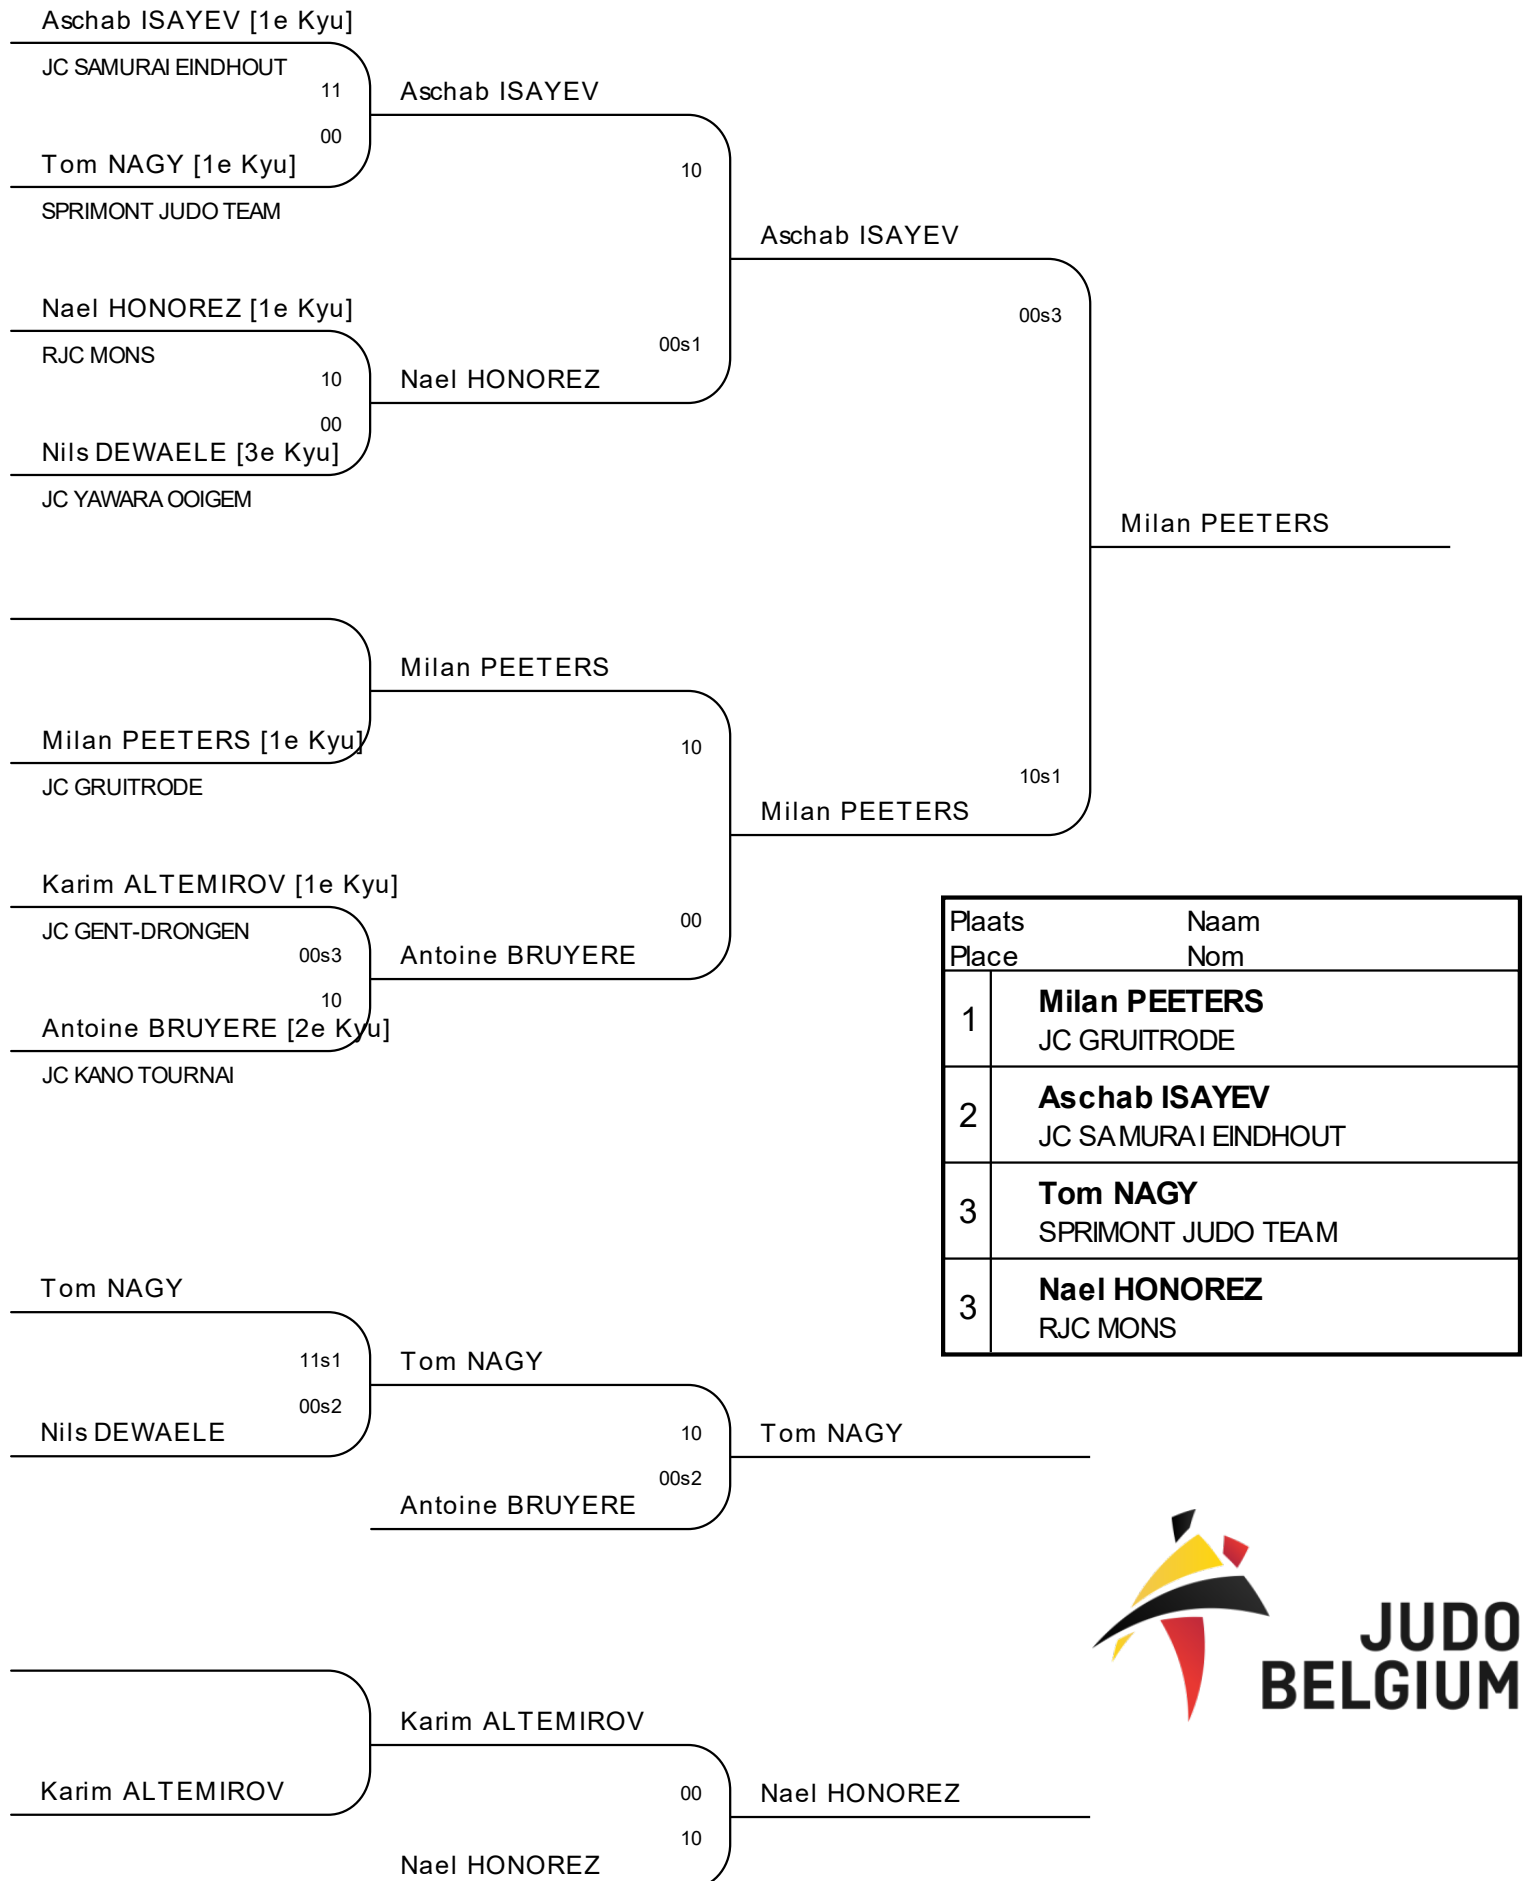 Aschab ISAYEV [1e Kyu]
JC SAMURAI EINDHOUT
11
Aschab ISAYEV
00
Tom NAGY [1e Kyu]
10
SPRIMONT JUDO TEAM
Aschab ISAYEV
Nael HONOREZ [1e Kyu]
00s3
RJC MONS
00s1
10
Nael HONOREZ
00
Nils DEWAELE [3e Kyu]
JC YAWARA OOIGEM
Milan PEETERS
Milan PEETERS
Milan PEETERS [1e Kyu]
10
JC GRUITRODE
10s1
Milan PEETERS
Karim ALTEMIROV [1e Kyu]
JC GENT-DRONGEN
00
00s3
Antoine BRUYERE
10
Antoine BRUYERE [2e Kyu]
JC KANO TOURNAI
Plaats Naam
Place Nom
1 Milan PEETERS
JC GRUITRODE
2 Aschab ISAYEV
JC SAMURAI EINDHOUT
3 Tom NAGY
SPRIMONT JUDO TEAM
3 Nael HONOREZ
RJC MONS
Tom NAGY
11s1
Tom NAGY
00s2
Nils DEWAELE
10
Tom NAGY
00s2
Antoine BRUYERE
JUDO
BELGIUM
Karim ALTEMIROV
Karim ALTEMIROV
00
Nael HONOREZ
10
Nael HONOREZ